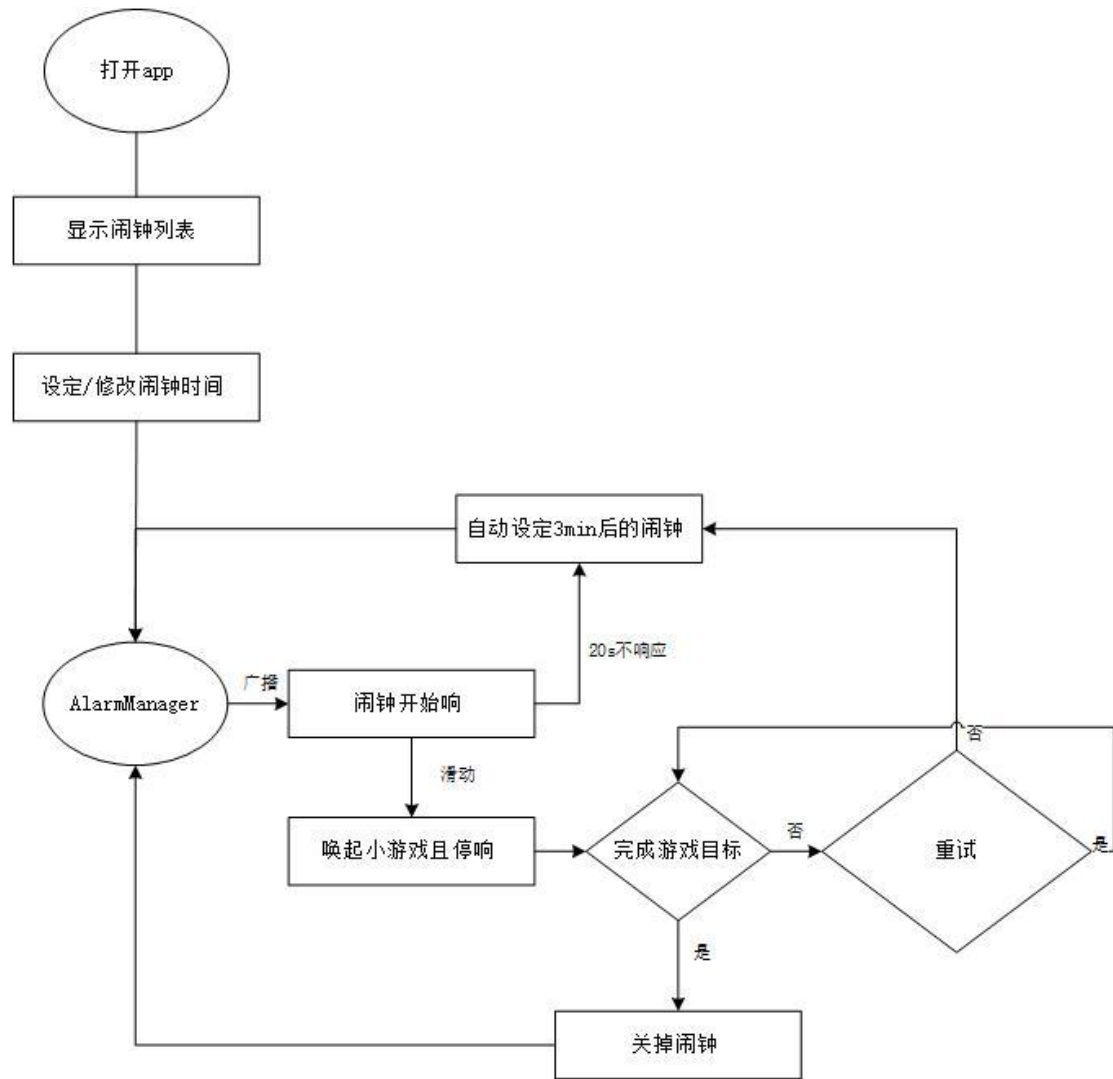 打开app
显示闹钟列表
设定/修改闹钟时间
自动设定3min后的闹钟
20s不响应
AlarmManager
广播
闹钟开始响
滑动
唤起小游戏且停响
完成游戏目标
否
重试
否
是
是
关掉闹钟